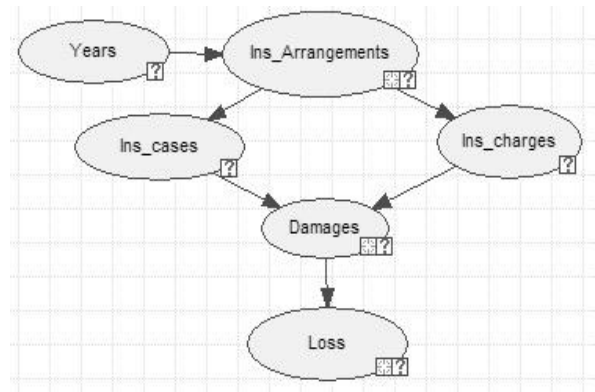 Years
Ins_Arrangements
?
?
Ins_cases
Ins_charges
?
?
Damages
?
Loss
?